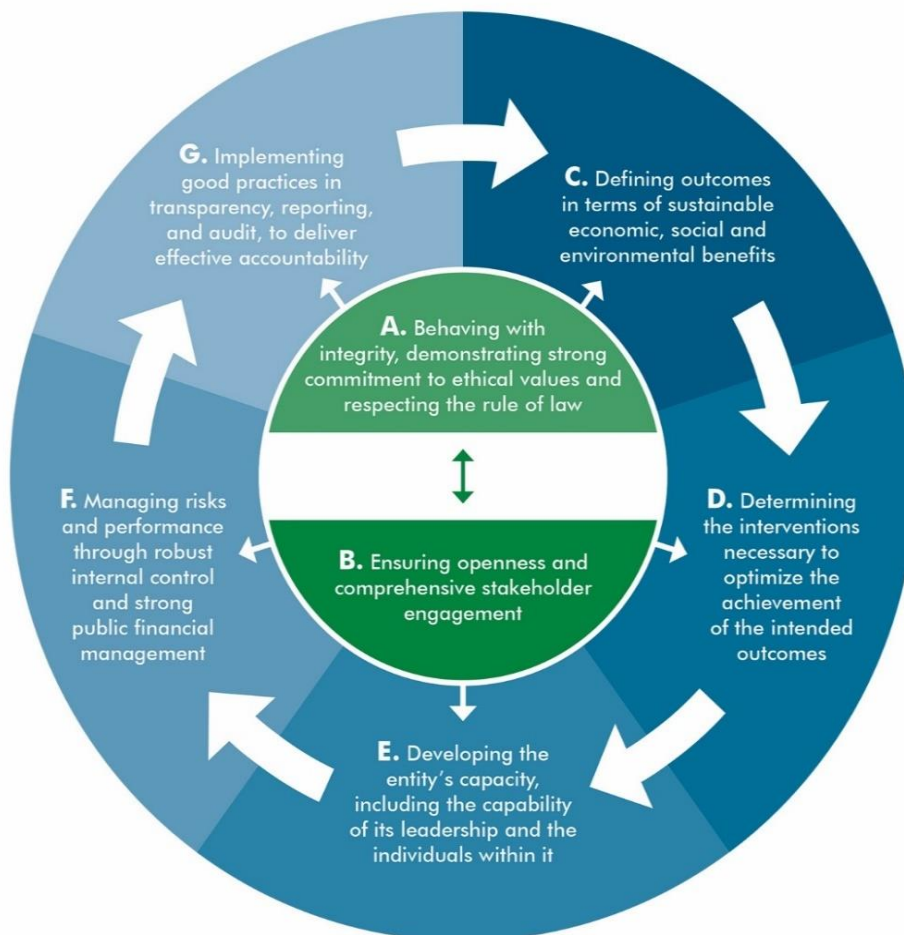 G. Implementing
good practices in
transparency, reporting,
and audit, to deliver
effective accountability
C. Defining outcomes
in terms of sustainable
economic, social and
environmental benefits
A. Behaving with
integrity, demonstrating strong
commitment to ethical values and
respecting the rule of law
F. Managing risks
and performance
through robust
internal control
and strong
public financial
management
B. Ensuring openness and
comprehensive stakeholder
engagement
D. Determining
the interventions
necessary to
optimize the
achievement
of the intended
outcomes
E. Developing the
entity’s capacity,
including the capability
of its leadership and the
individuals within it